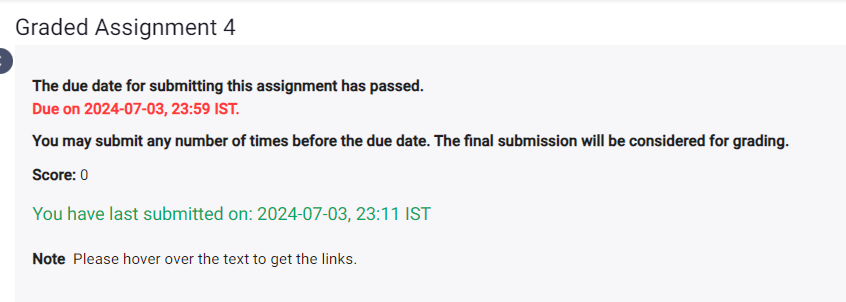 Graded Assignment 4
The due date for submitting this assignment has passed.
Due on 2024-07-03, 23:59 IST.
You may submit any number of times before the due date. The final submission will be considered for grading.
Score: 0
You have last submitted on: 2024-07-03, 23:11 IST
Note Please hover over the text to get the links.